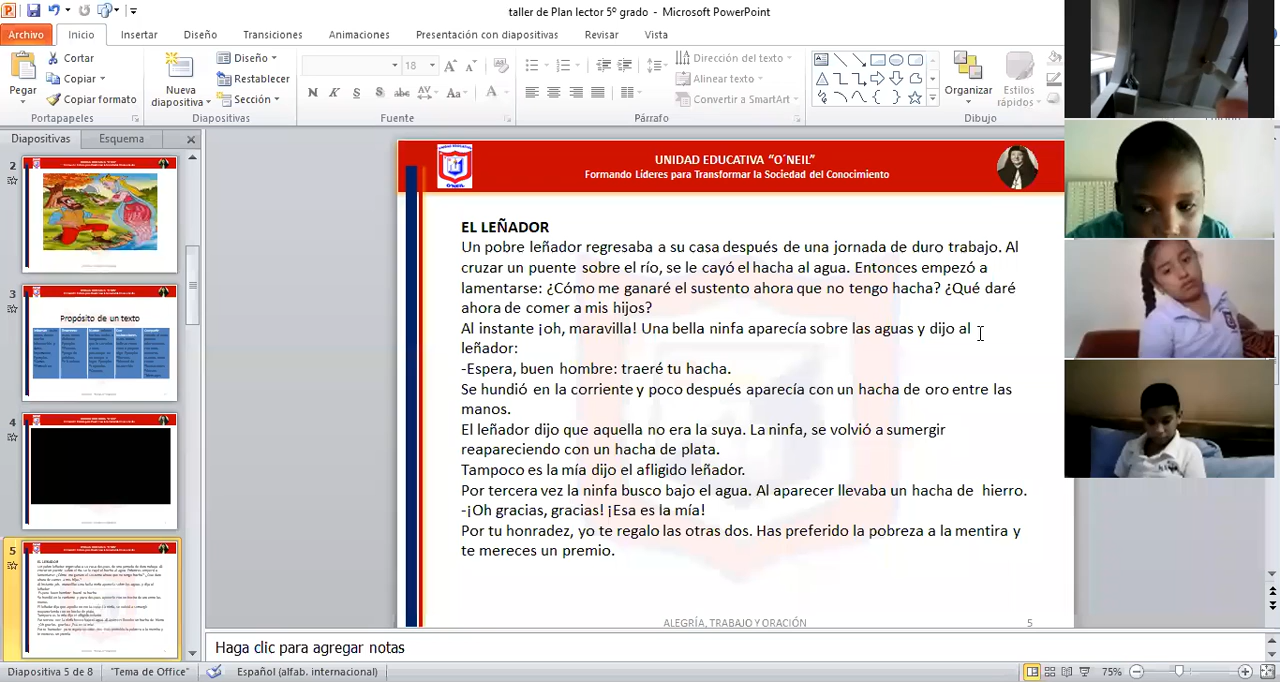 taller de Plan lector 5º grado - Microsoft PowerPoint
Archivo Inicio Insertar Diseño Transiciones Animaciones Presentación con diapositivas Revisar Vista
Pegar
Cortar
Copiar
Copiar formato
Portapapeles
Nueva diapositiva
Diseño
Restablecer
Sección
Diapositivas
18
N K S S abc AV Aa A
Fuente
Párrafo
Dirección del texto
Alinear texto
Convertir a SmartArt
Organizar
Estilos rápidos
Dibujo
Diapositivas Esquema
2
3
Propósito de un texto
4
5
UNIDAD EDUCATIVA "O´NEIL"
Formando Líderes para Transformar la Sociedad del Conocimiento
EL LEÑADOR
Un pobre leñador regresaba a su casa después de una jornada de duro trabajo. Al
cruzar un puente sobre el río, se le cayó el hacha al agua. Entonces empezó a
lamentarse: ¿Cómo me ganaré el sustento ahora que no tengo hacha? ¿Qué daré
ahora de comer a mis hijos?
Al instante ¡oh, maravilla! Una bella ninfa aparecía sobre las aguas y dijo al
leñador:
-Espera, buen hombre: traeré tu hacha.
Se hundió en la corriente y poco después aparecía con un hacha de oro entre las
manos.
El leñador dijo que aquella no era la suya. La ninfa, se volvió a sumergir
reapareciendo con un hacha de plata.
Tampoco es la mía dijo el afligido leñador.
Por tercera vez la ninfa busco bajo el agua. Al aparecer llevaba un hacha de hierro.
-¡Oh gracias, gracias! ¡Esa es la mía!
Por tu honradez, yo te regalo las otras dos. Has preferido la pobreza a la mentira y
te mereces un premio.
ALEGRÍA, TRABAJO Y ORACIÓN 5
Haga clic para agregar notas
Diapositiva 5 de 8 "Tema de Office" Español (alfab. internacional) 75%